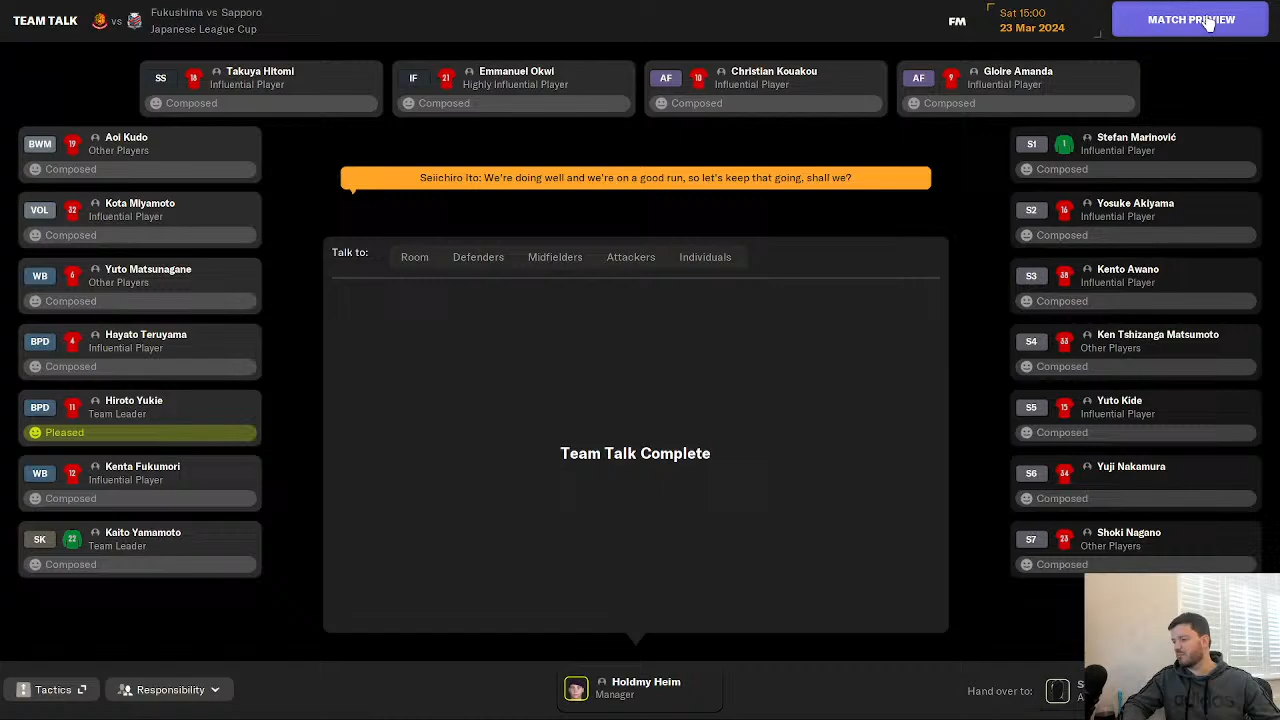 TEAM TALK
vs
Fukushima vs Sapporo
Japanese League Cup
FM
Sat 15:00
23 Mar 2024
MATCH PREVIEW
SS 18 Takuya Hitomi
Influential Player
Composed
IF 21 Emmanuel Okwi
Highly Influential Player
Composed
AF 10 Christian Kouakou
Influential Player
Composed
AF 9 Gloire Amanda
Influential Player
Composed
BWM 19 Aoi Kudo
Other Players
Composed
VOL 32 Kota Miyamoto
Influential Player
Composed
WB 6 Yuto Matsunagane
Other Players
Composed
BPD 4 Hayato Teruyama
Influential Player
Composed
BPD 11 Hiroto Yukie
Team Leader
Pleased
WB 12 Kenta Fukumori
Influential Player
Composed
SK 22 Kaito Yamamoto
Team Leader
Composed
Seiichiro Ito: We're doing well and we're on a good run, so let's keep that going, shall we?
Talk to: Room Defenders Midfielders Attackers Individuals
Team Talk Complete
S1 1 Stefan Marinović
Influential Player
Composed
S2 16 Yosuke Akiyama
Influential Player
Composed
S3 38 Kento Awano
Influential Player
Composed
S4 33 Ken Tshizanga Matsumoto
Other Players
Composed
S5 15 Yuto Kide
Influential Player
Composed
S6 34 Yuji Nakamura
Composed
S7 23 Shoki Nagano
Other Players
Composed
Tactics
Responsibility
Holdmy Heim
Manager
Hand over to: